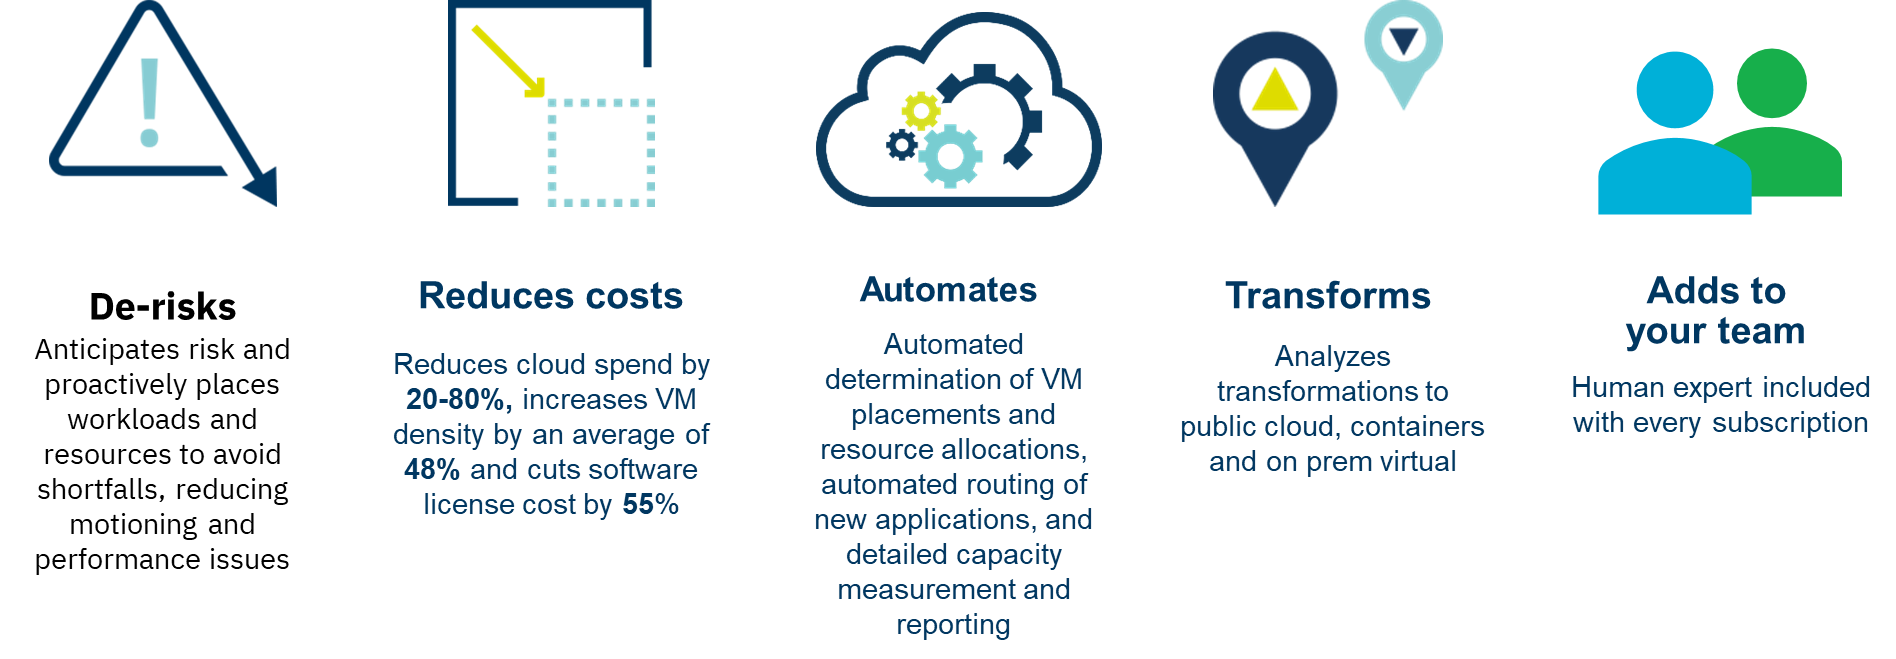 De-risks
Anticipates risk and
proactively places
workloads and
resources to avoid
shortfalls, reducing
motioning and
performance issues
Reduces costs
Reduces cloud spend by
20-80%, increases VM
density by an average of
48% and cuts software
license cost by 55%
Automates
Automated
determination of VM
placements and
resource allocations,
automated routing of
new applications, and
detailed capacity
measurement and
reporting
Transforms
Analyzes
transformations to
public cloud, containers
and on prem virtual
Adds to
your team
Human expert included
with every subscription